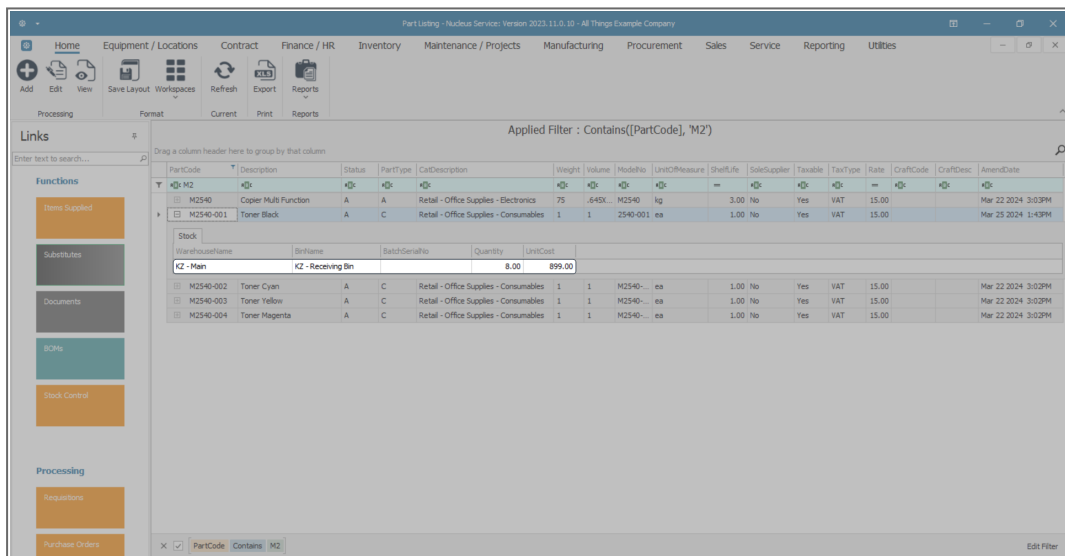 Part Listing - Nucleus Service: Version 2023.11.0.10 - All Things Example Company
Home Equipment / Locations Contract Finance / HR Inventory Maintenance / Projects Manufacturing Procurement Sales Service Reporting Utilities
Add Edit View Save Layout Workspaces Refresh Export Reports
Processing Format Current Print Reports
Links
Applied Filter : Contains([PartCode], 'M2')
Enter text to search...
Drag a column header here to group by that column
PartCode Description Status PartType CatDescription Weight Volume ModelNo UnitOfMeasure ShelfLife SoleSupplier Taxable TaxType Rate CraftCode CraftDesc AmendDate
M2
M2540 Copier Multi Function A A Retail - Office Supplies - Electronics 75 .645X... M2540 kg 3.00 No Yes VAT 15.00 Mar 22 2024 3:03PM
M2540-001 Toner Black A C Retail - Office Supplies - Consumables 1 1 2540-001 ea 1.00 No Yes VAT 15.00 Mar 25 2024 1:43PM
Stock
WarehouseName BinName BatchSerialNo Quantity UnitCost
KZ - Main KZ - Receiving Bin 8.00 899.00
M2540-002 Toner Cyan A C Retail - Office Supplies - Consumables 1 1 M2540-... ea 1.00 No Yes VAT 15.00 Mar 22 2024 3:02PM
M2540-003 Toner Yellow A C Retail - Office Supplies - Consumables 1 1 M2540-... ea 1.00 No Yes VAT 15.00 Mar 22 2024 3:02PM
M2540-004 Toner Magenta A C Retail - Office Supplies - Consumables 1 1 M2540-... ea 1.00 No Yes VAT 15.00 Mar 22 2024 3:02PM
Functions
Items Supplied
Substitutes
Documents
BOMs
Stock Control
Processing
Requisitions
Purchase Orders
PartCode Contains M2
Edit Filter